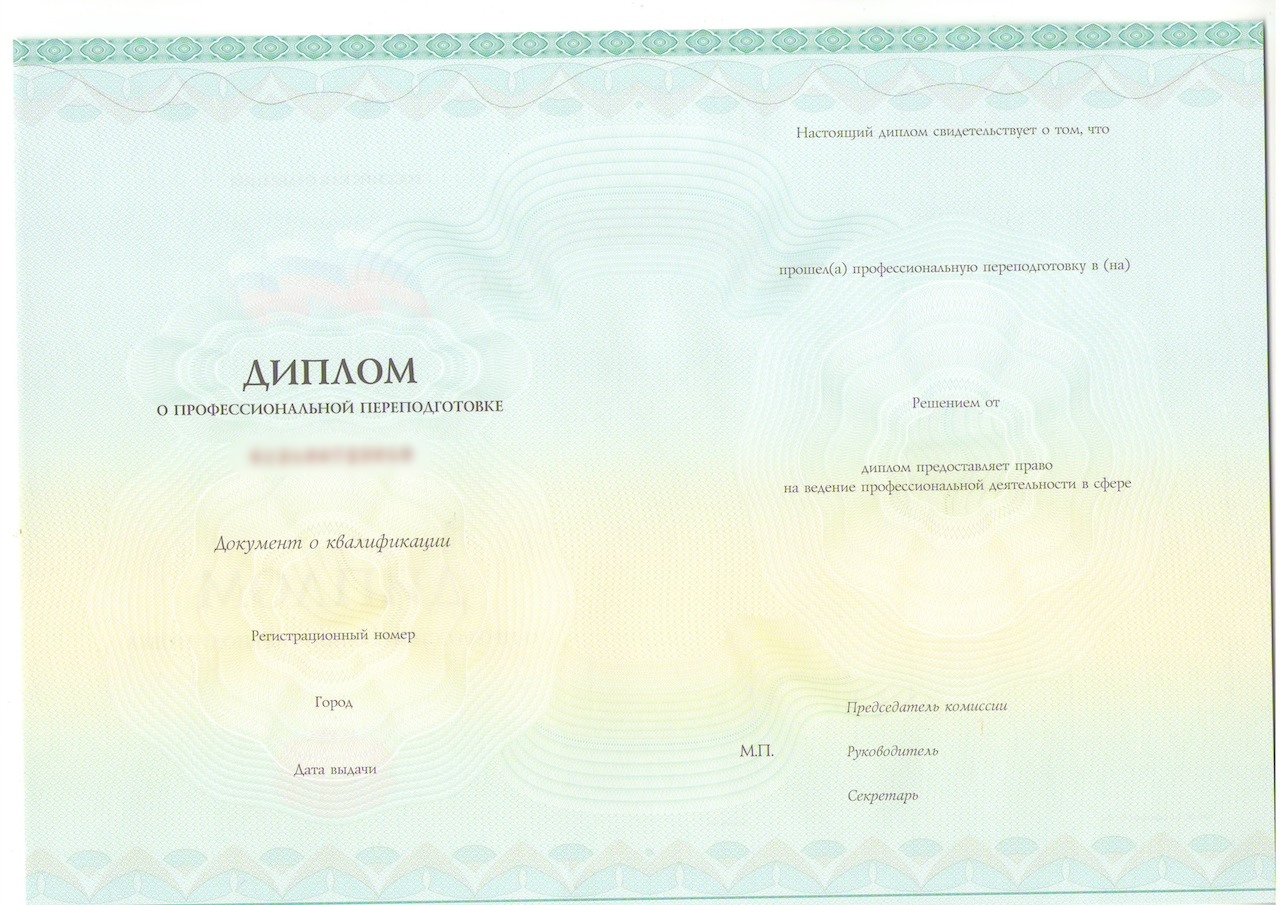 ДИПЛОМ
О ПРОФЕССИОНАЛЬНОЙ ПЕРЕПОДГОТОВКЕ
Документ о квалификации
Регистрационный номер
Город
Дата выдачи
Настоящий диплом свидетельствует о том, что
прошел(а) профессиональную переподготовку в (на)
Решением от
диплом предоставляет право
на ведение профессиональной деятельности в сфере
М.П.
Председатель комиссии
Руководитель
Секретарь